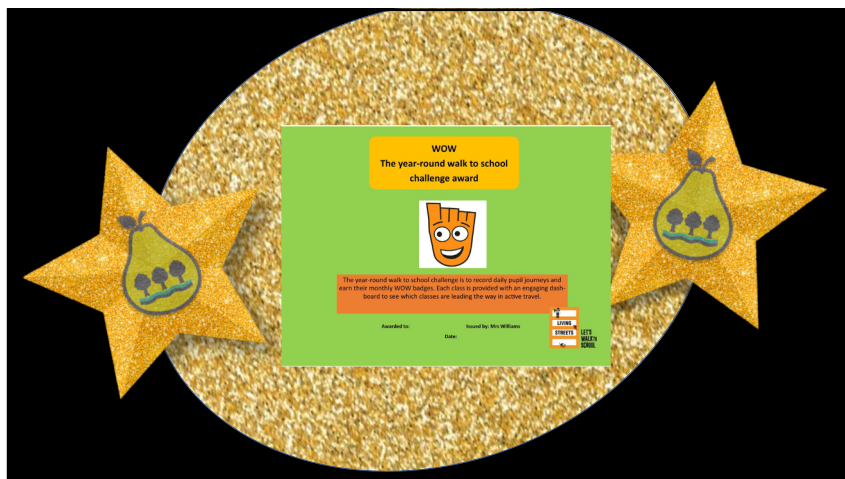 WOW
The year-round walk to school
challenge award
The year-round walk to school challenge is to record daily pupil journeys and
earn their monthly WOW badges. Each class is provided with an engaging dash-
board to see which classes are leading the way in active travel.
Awarded to: Issued by: Mrs Williams
Date:
LIVING
STREETS
LET'S
WALK TO
SCHOOL